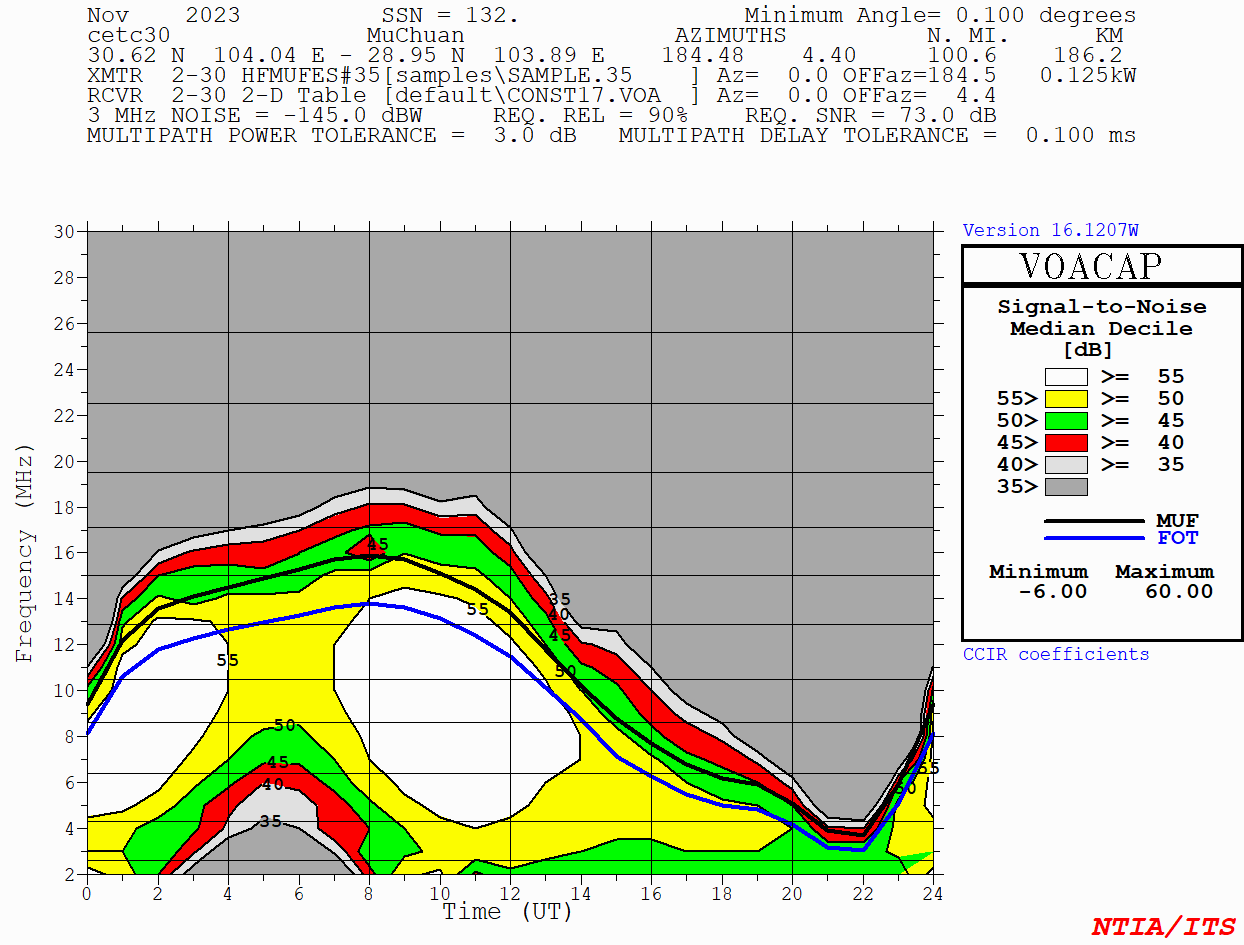 Nov    2023          SSN = 132.                Minimum Angle= 0.100 degrees
cetc30              MuChuan               AZIMUTHS          N. MI.      KM
30.62 N  104.04 E - 28.95 N  103.89 E    184.48    4.40     100.6    186.2
XMTR  2-30 HFMUFES#35[samples\SAMPLE.35    ] Az=  0.0 OFFaz=184.5   0.125kW
RCVR  2-30 2-D Table [default\CONST17.VOA  ] Az=  0.0 OFFaz=  4.4
3 MHz NOISE = -145.0 dBW     REQ. REL = 90%    REQ. SNR = 73.0 dB
MULTIPATH POWER TOLERANCE =  3.0 dB   MULTIPATH DELAY TOLERANCE =  0.100 ms
30
28
26
24
22
20
18
16
14
12
10
8
6
4
2
Frequency (MHz)
0 2 4 6 8 10 12 14 16 18 20 22 24
Time (UT)
45
55
35
40
45
50
55
50
45
40
35
55
50
Version 16.1207W
VOACAP
Signal-to-Noise
Median Decile
[dB]
>= 55
55> >= 50
50> >= 45
45> >= 40
40> >= 35
35>
MUF
FOT
Minimum Maximum
-6.00 60.00
CCIR coefficients
NTIA/ITS